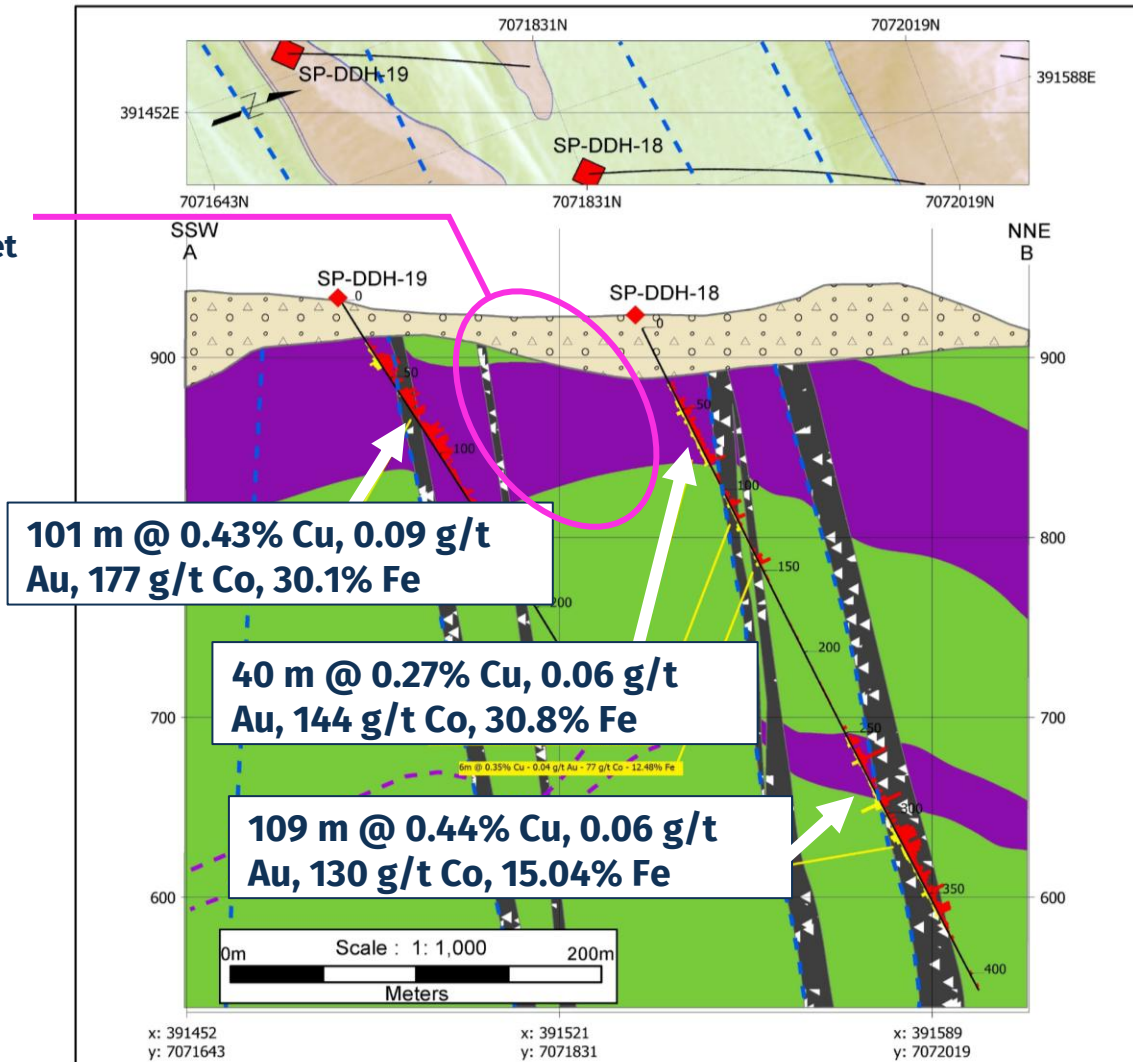 7071831N
7072019N
SP-DDH-19
391588E
391452E
SP-DDH-18
7071643N
7071831N
7072019N
et
SSW
A
NNE
B
SP-DDH-19
0
SP-DDH-18
0
900
900
50
50
100
100
101 m @ 0.43% Cu, 0.09 g/t
Au, 177 g/t Co, 30.1% Fe
800
150
200
200
40 m @ 0.27% Cu, 0.06 g/t
Au, 144 g/t Co, 30.8% Fe
700
700
250
6m @ 0.35% Cu - 0.04 g/t Au - 77 g/t Co - 12.48% Fe
109 m @ 0.44% Cu, 0.06 g/t
Au, 130 g/t Co, 15.04% Fe
300
350
600
600
Scale : 1: 1,000
0m
200m
Meters
400
x: 391452
y: 7071643
x: 391521
y: 7071831
x: 391589
y: 7072019